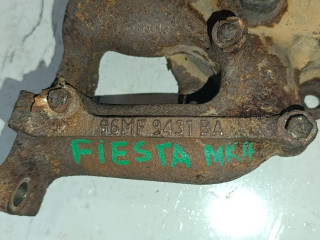 86MF 9431 BA
FIESTA MKII